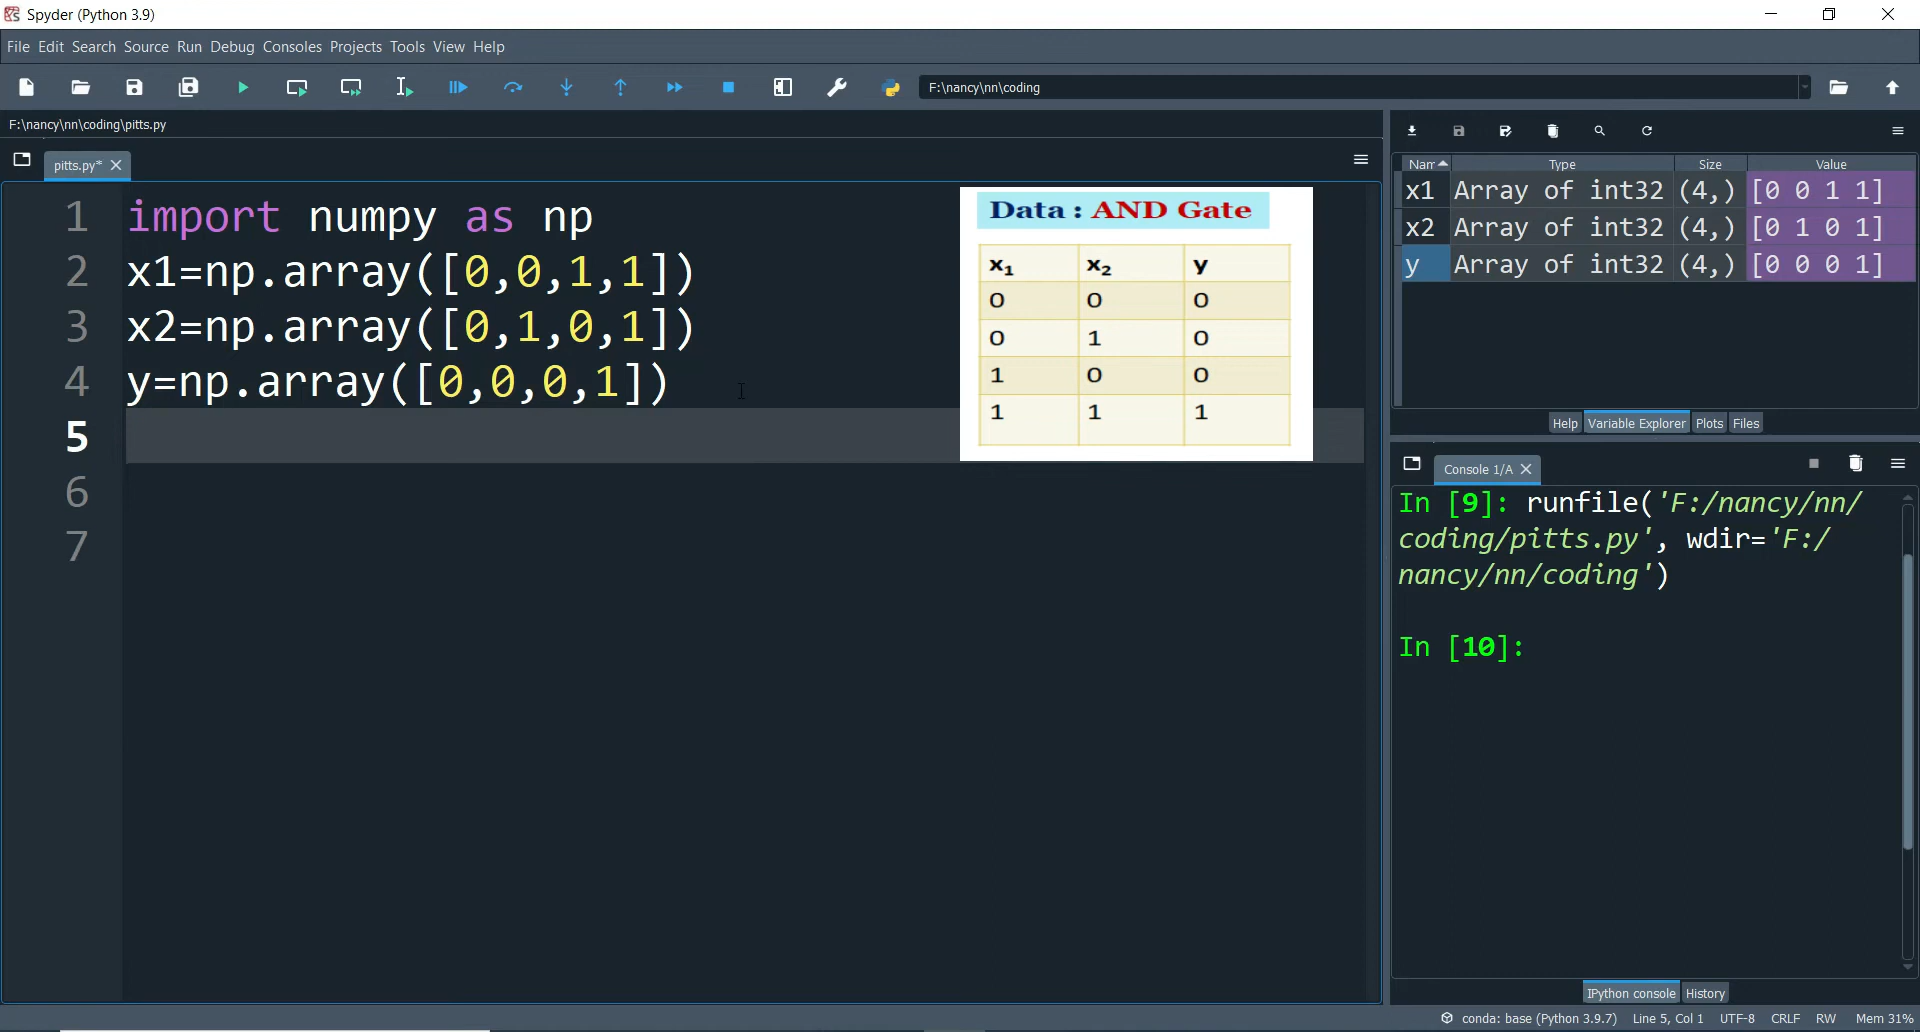 Spyder (Python 3.9)
File Edit Search Source Run Debug Consoles Projects Tools View Help
F:\nancy\nn\coding
F:\nancy\nn\coding\pitts.py
pitts.py*
1 import numpy as np
2 x1=np.array([0,0,1,1])
3 x2=np.array([0,1,0,1])
4 y=np.array([0,0,0,1])
5
6
7
Data : AND Gate
x₁ x₂ y
0 0 0
0 1 0
1 0 0
1 1 1
Nam Type Size Value
x1 Array of int32 (4,) [0 0 1 1]
x2 Array of int32 (4,) [0 1 0 1]
y Array of int32 (4,) [0 0 0 1]
Help Variable Explorer Plots Files
Console 1/A
In [9]: runfile('F:/nancy/nn/
coding/pitts.py', wdir='F:/
nancy/nn/coding')
In [10]:
IPython console History
conda: base (Python 3.9.7) Line 5, Col 1 UTF-8 CRLF RW Mem 31%